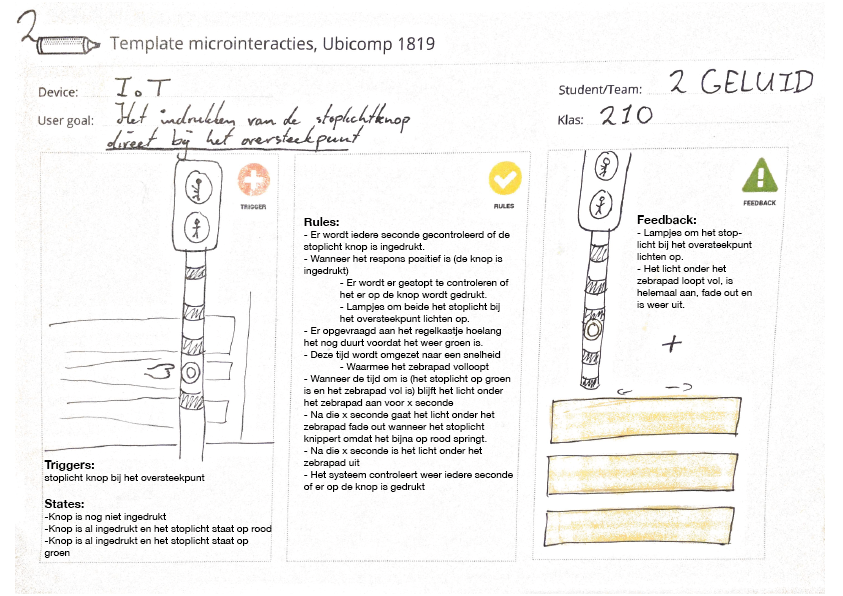 2
Template microinteracties, Ubicomp 1819
Device: IoT
Student/Team: 2 GELUID
User goal: Het indrukken van de stoplichtknop
direct bij het oversteekpunt
Klas: 210
TRIGGER
Triggers:
stoplicht knop bij het oversteekpunt
States:
-Knop is nog niet ingedrukt
-Knop is al ingedrukt en het stoplicht staat op rood
-Knop is al ingedrukt en het stoplicht staat op
groen
RULES
Rules:
- Er wordt iedere seconde gecontroleerd of de
stoplicht knop is ingedrukt.
- Wanneer het respons positief is (de knop is
ingedrukt)
- Er wordt er gestopt te controleren of
het er op de knop wordt gedrukt.
- Lampjes om beide het stoplicht bij
het oversteekpunt lichten op.
- Er opgevraagd aan het regelkastje hoelang
het nog duurt voordat het weer groen is.
- Deze tijd wordt omgezet naar een snelheid
- Waarmee het zebrapad volloopt
- Wanneer de tijd om is (het stoplicht op groen
is en het zebrapad vol is) blijft het licht onder
het zebrapad aan voor x seconde
- Na die x seconde gaat het licht onder het
zebrapad fade out wanneer het stoplicht
knippert omdat het bijna op rood springt.
- Na die x seconde is het licht onder het
zebrapad uit
- Het systeem controleert weer iedere seconde
of er op de knop is gedrukt
FEEDBACK
Feedback:
- Lampjes om het stop-
licht bij het oversteekpunt
lichten op.
- Het licht onder het
zebrapad loopt vol, is
helemaal aan, fade out en
is weer uit.
+